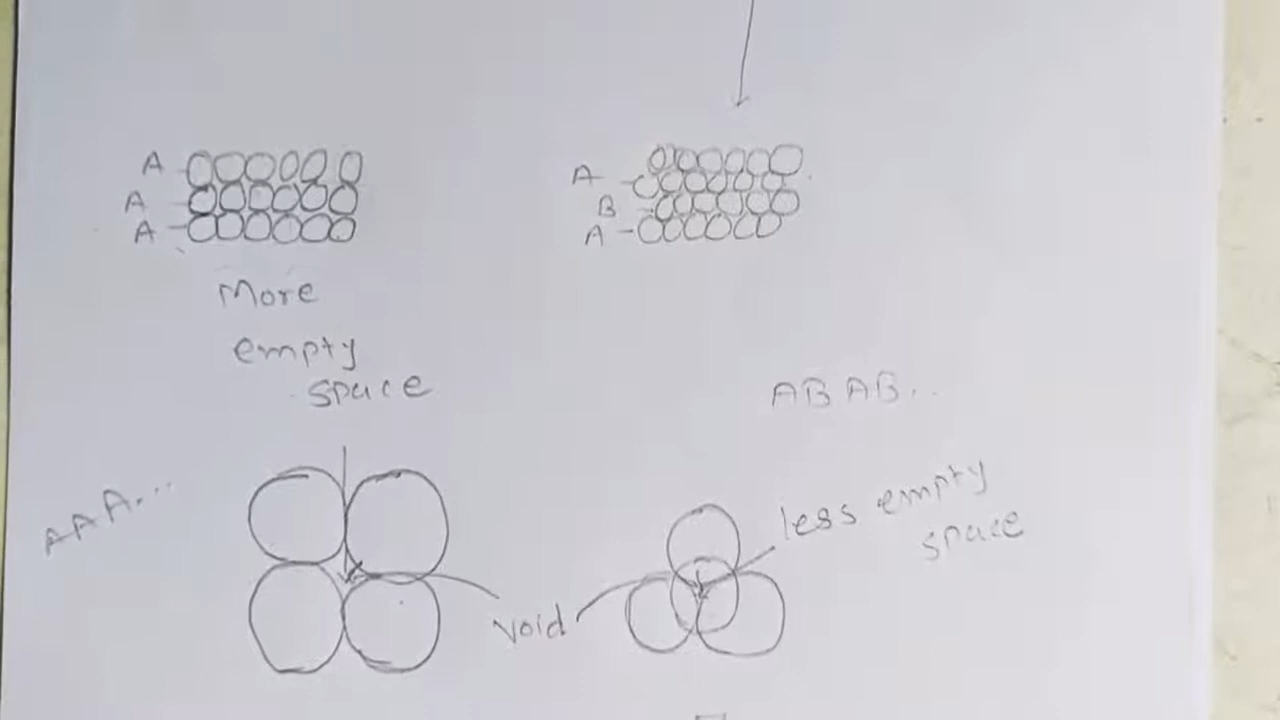 A
A
A
A
B
A
More
empty
space
ABAB..
AAA...
less empty
space
void